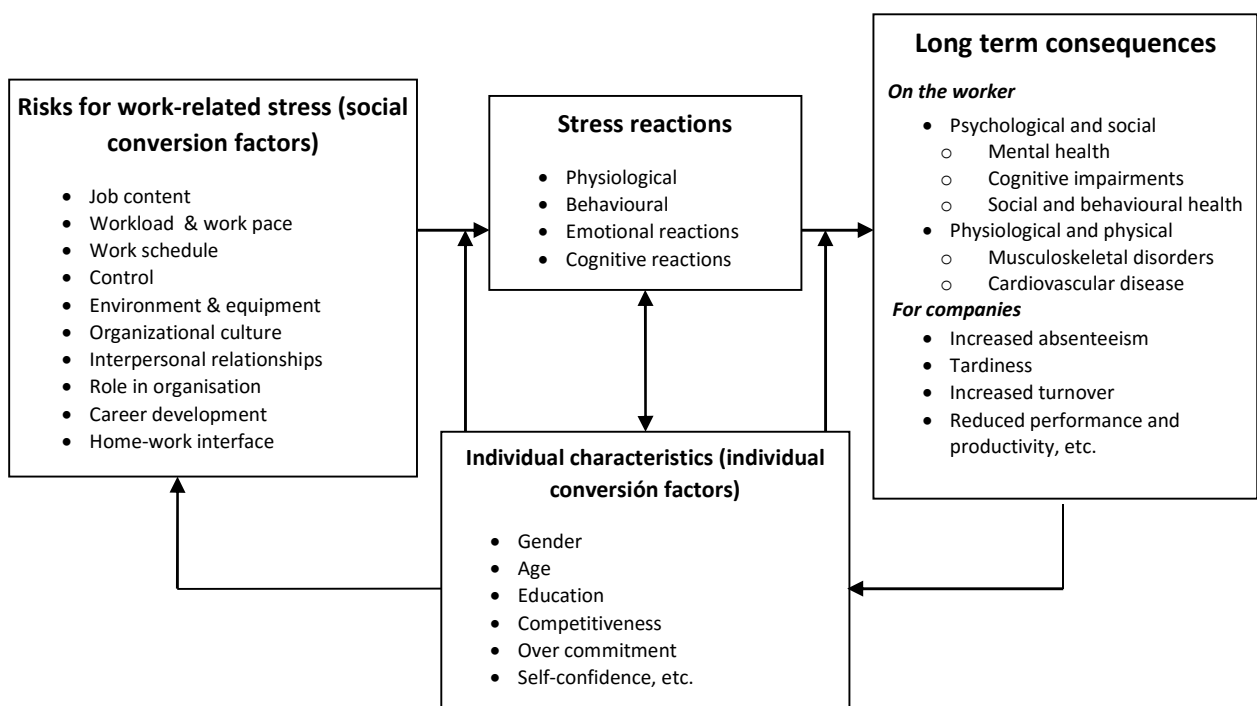 Risks for work-related stress (social
conversion factors)
• Job content
• Workload & work pace
• Work schedule
• Control
• Environment & equipment
• Organizational culture
• Interpersonal relationships
• Role in organisation
• Career development
• Home-work interface
Stress reactions
• Physiological
• Behavioural
• Emotional reactions
• Cognitive reactions
Long term consequences
On the worker
• Psychological and social
o Mental health
o Cognitive impairments
o Social and behavioural health
• Physiological and physical
o Musculoskeletal disorders
o Cardiovascular disease
For companies
• Increased absenteeism
• Tardiness
• Increased turnover
• Reduced performance and
productivity, etc.
Individual characteristics (individual
conversión factors)
• Gender
• Age
• Education
• Competitiveness
• Over commitment
• Self-confidence, etc.